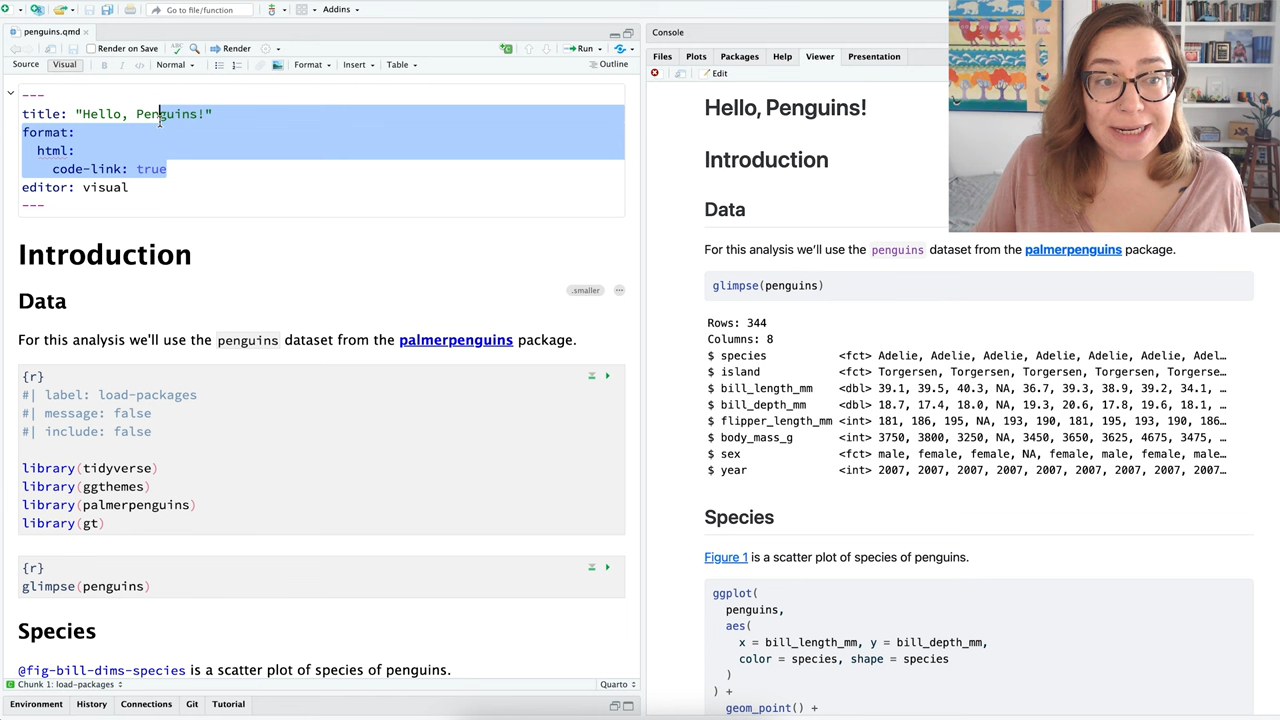 Go to file/function
Addins
penguins.qmd
Render on Save
Render
Run
Source
Visual
B
I
</>
Normal
Format
Insert
Table
Outline
---
title: "Hello, Penguins!"
format:
html:
code-link: true
editor: visual
---
Introduction
Data
.smaller
For this analysis we'll use the penguins dataset from the palmerpenguins package.
{r}
#| label: load-packages
#| message: false
#| include: false
library(tidyverse)
library(ggthemes)
library(palmerpenguins)
library(gt)
{r}
glimpse(penguins)
Species
@fig-bill-dims-species is a scatter plot of species of penguins.
Chunk 1: load-packages
Quarto
Environment
History
Connections
Git
Tutorial
Console
Files
Plots
Packages
Help
Viewer
Presentation
Edit
Hello, Penguins!
Introduction
Data
For this analysis we'll use the penguins dataset from the palmerpenguins package.
glimpse(penguins)
Rows: 344
Columns: 8
$ species <fct> Adelie, Adelie, Adelie, Adelie, Adelie, Adelie, Adel…
$ island <fct> Torgersen, Torgersen, Torgersen, Torgersen, Torgerse…
$ bill_length_mm <dbl> 39.1, 39.5, 40.3, NA, 36.7, 39.3, 38.9, 39.2, 34.1, …
$ bill_depth_mm <dbl> 18.7, 17.4, 18.0, NA, 19.3, 20.6, 17.8, 19.6, 18.1, …
$ flipper_length_mm <int> 181, 186, 195, NA, 193, 190, 181, 195, 193, 190, 186…
$ body_mass_g <int> 3750, 3800, 3250, NA, 3450, 3650, 3625, 4675, 3475, …
$ sex <fct> male, female, female, NA, female, male, female, male…
$ year <int> 2007, 2007, 2007, 2007, 2007, 2007, 2007, 2007, 2007…
Species
Figure 1 is a scatter plot of species of penguins.
ggplot(
penguins,
aes(
x = bill_length_mm, y = bill_depth_mm,
color = species, shape = species
)
) +
geom_point() +